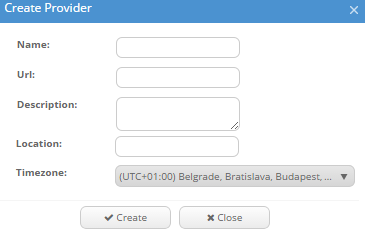 Create Provider
Name:
Url:
Description:
Location:
Timezone:
(UTC+01:00) Belgrade, Bratislava, Budapest, ...
Create
Close